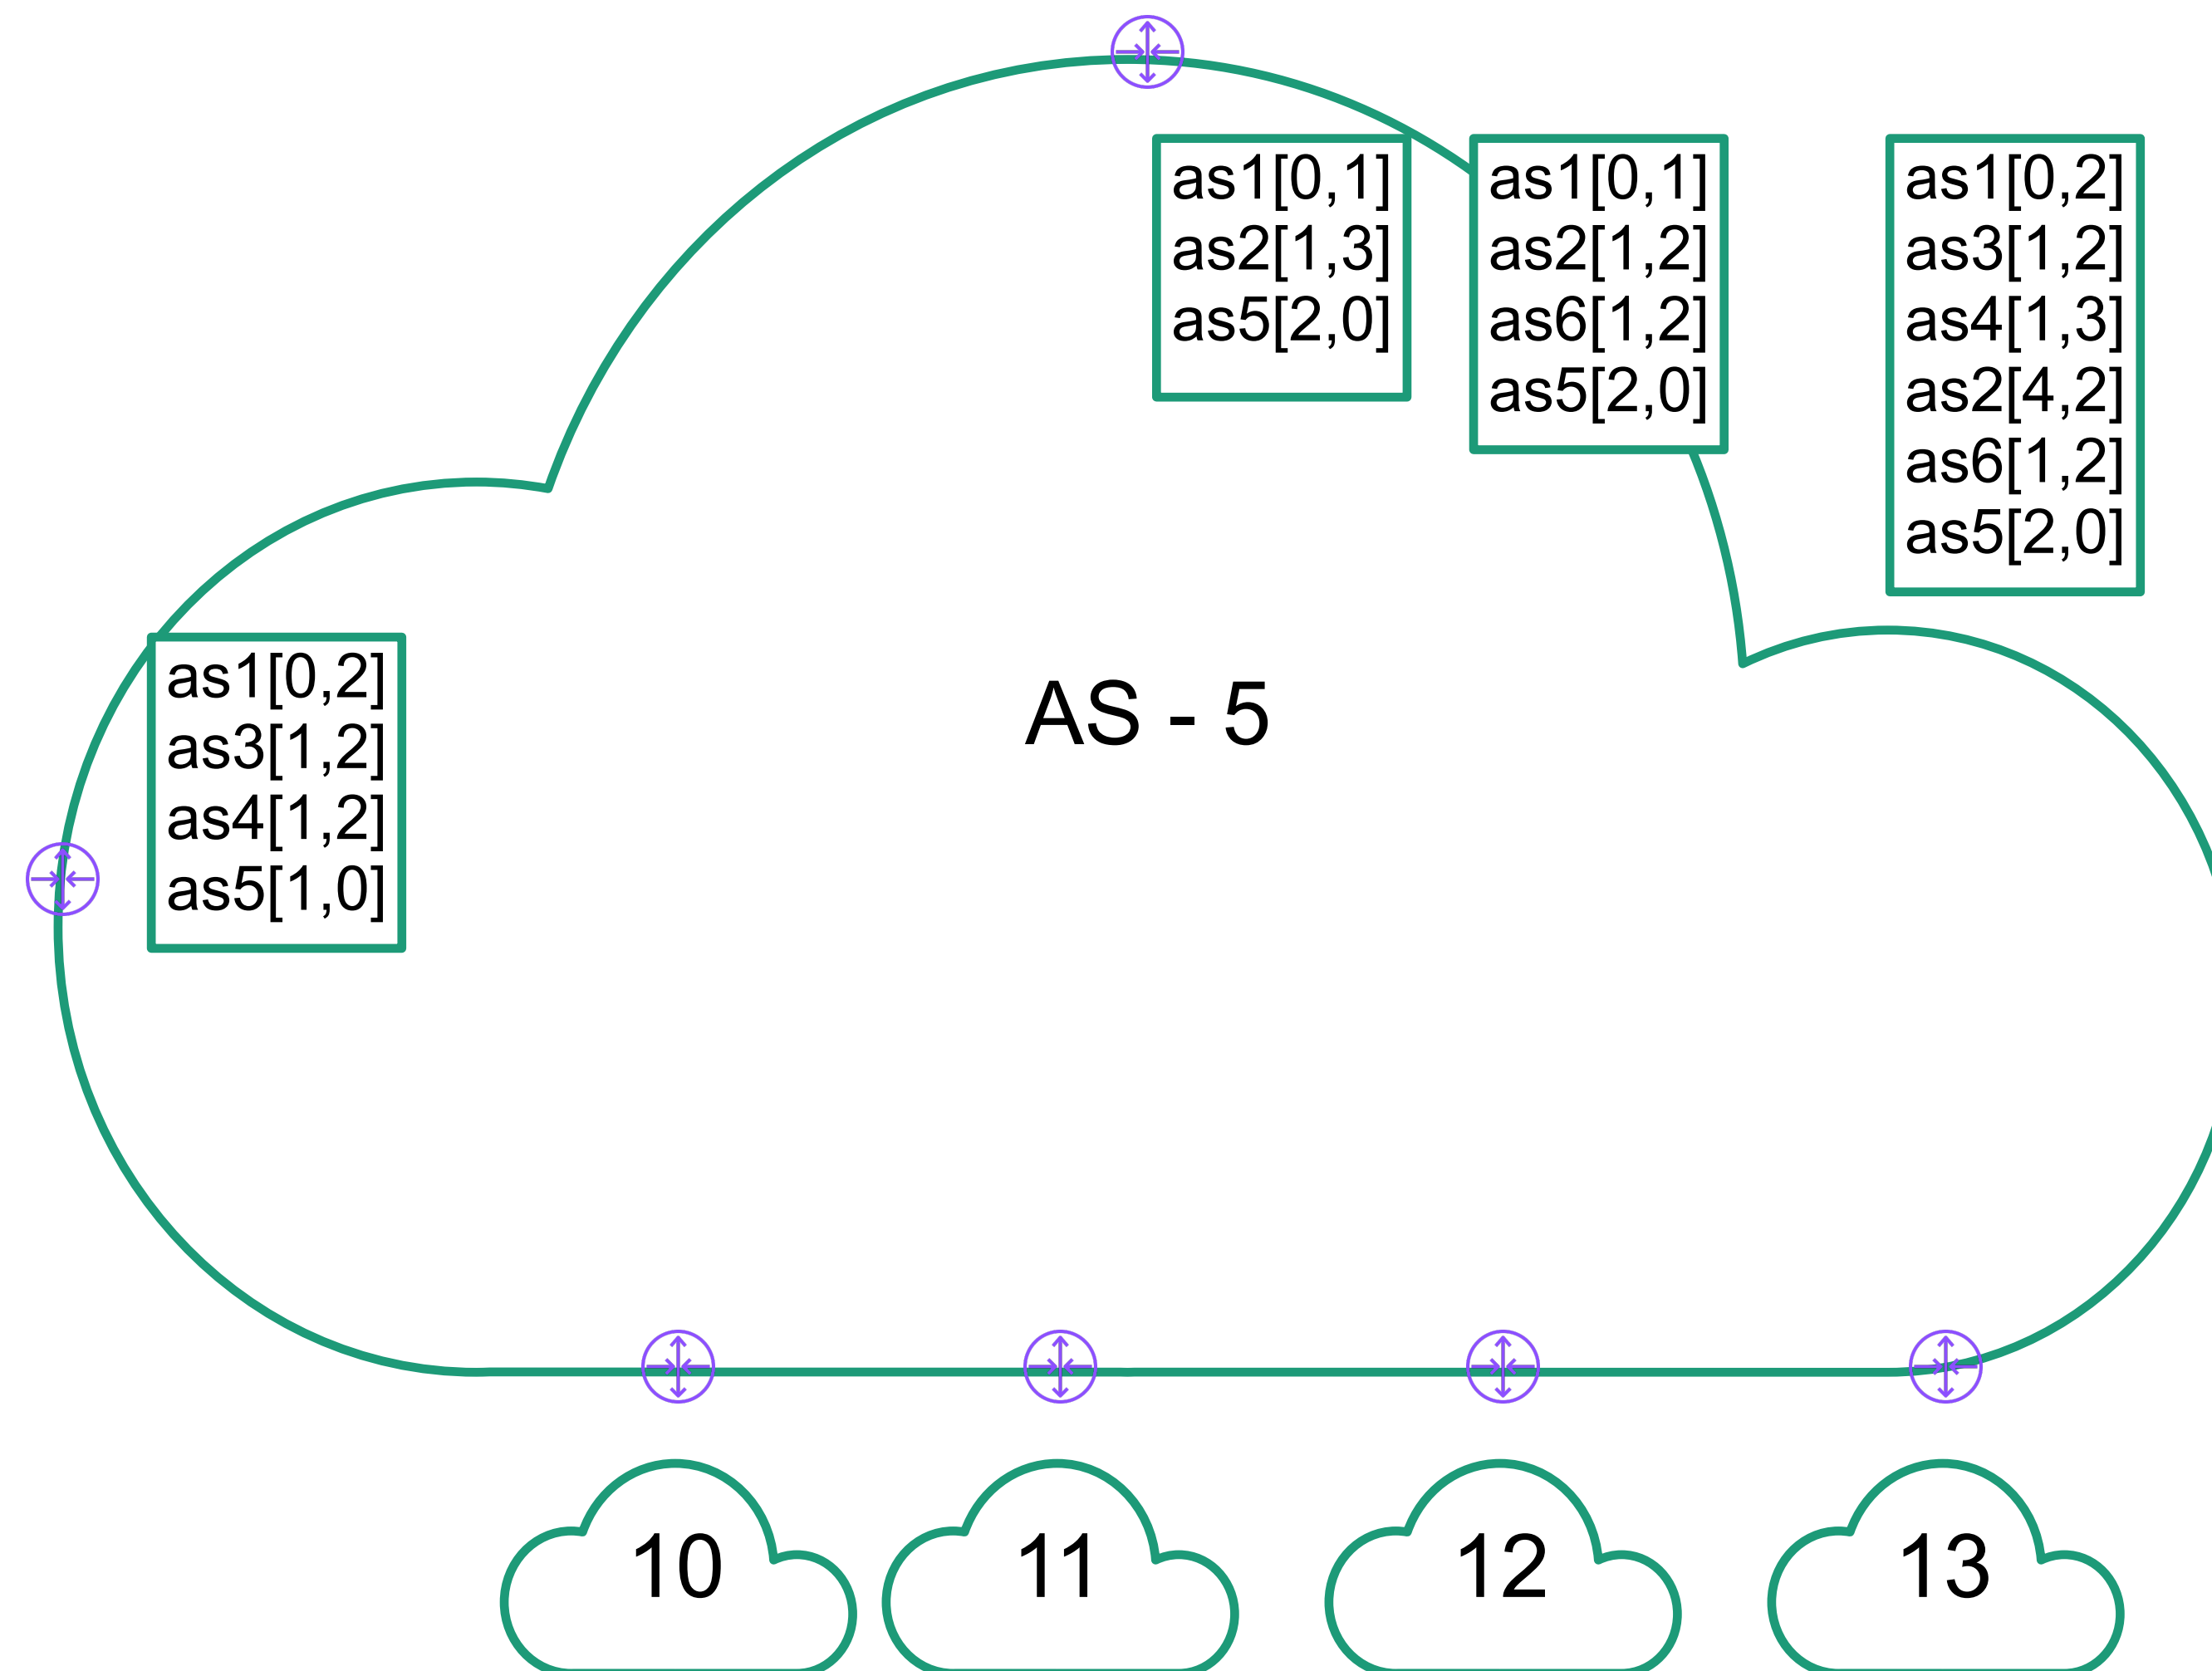 as1[0,1]
as2[1,3]
as5[2,0]
as1[0,1]
as2[1,2]
as6[1,2]
as5[2,0]
as1[0,2]
as3[1,2]
as4[1,3]
as2[4,2]
as6[1,2]
as5[2,0]
as1[0,2]
as3[1,2]
as4[1,2]
as5[1,0]
AS - 5
10
11
12
13